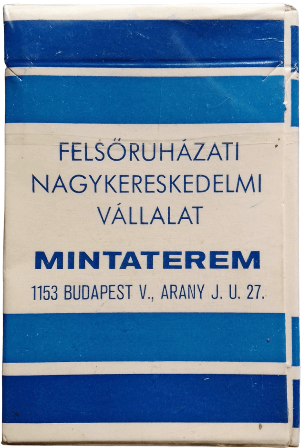 FELSŐRUHÁZATI
NAGYKERESKEDELMI
VÁLLALAT
MINTATEREM
1153 BUDAPEST V., ARANY J. U. 27.